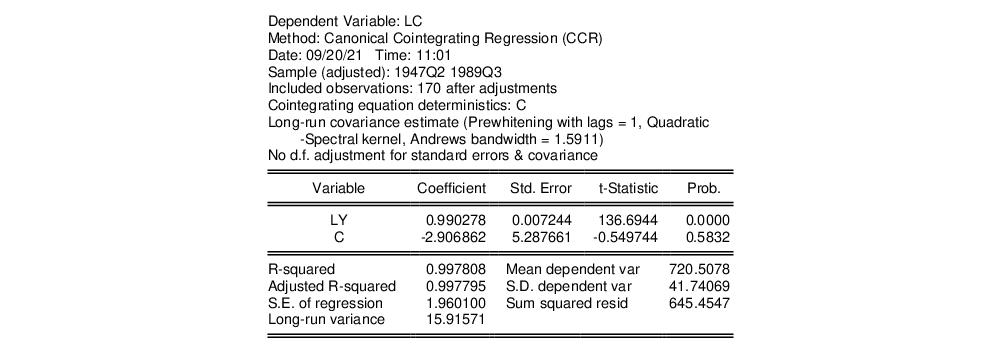 Dependent Variable: LC
Method: Canonical Cointegrating Regression (CCR)
Date: 09/20/21 Time: 11:01
Sample (adjusted): 1947Q2 1989Q3
Included observations: 170 after adjustments
Cointegrating equation deterministics: C
Long-run covariance estimate (Prewhitening with lags = 1, Quadratic
-Spectral kernel, Andrews bandwidth = 1.5911)
No d.f. adjustment for standard errors & covariance
Variable Coefficient Std. Error t-Statistic Prob.
LY 0.990278 0.007244 136.6944 0.0000
C -2.906862 5.287661 -0.549744 0.5832
R-squared 0.997808 Mean dependent var 720.5078
Adjusted R-squared 0.997795 S.D. dependent var 41.74069
S.E. of regression 1.960100 Sum squared resid 645.4547
Long-run variance 15.91571